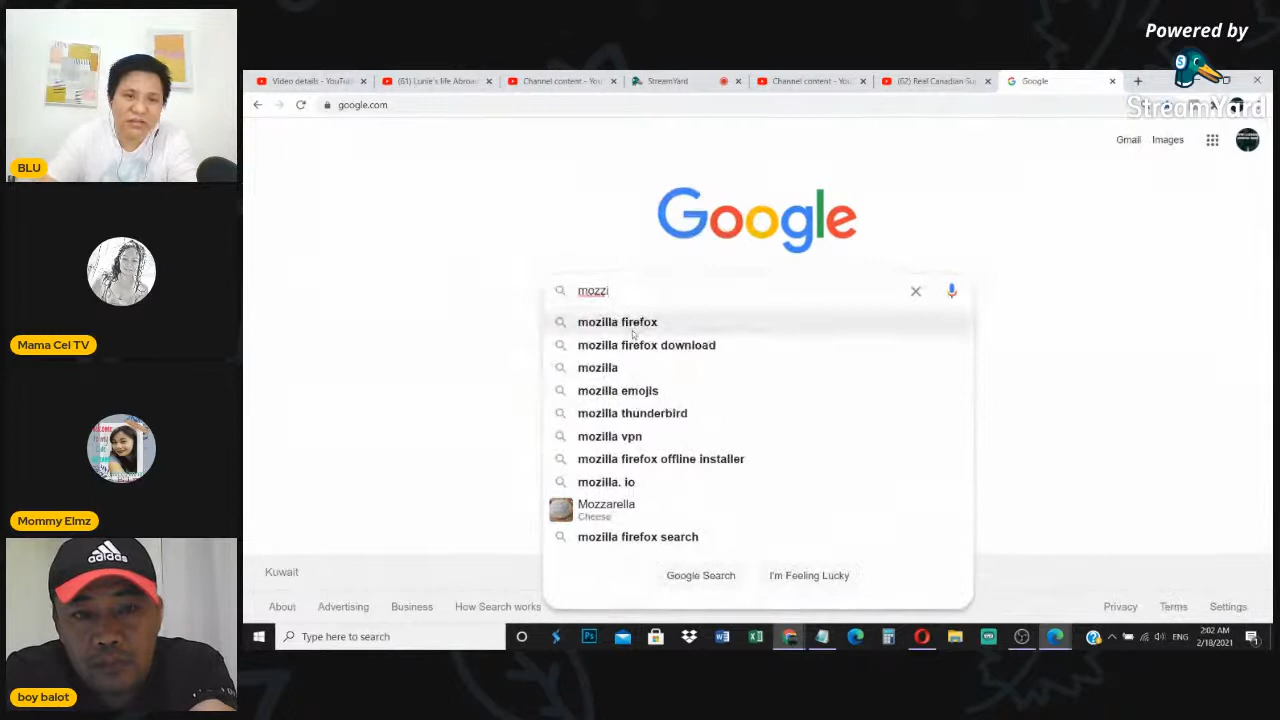 Powered by
StreamYard
BLU
Mama Cel TV
Mommy Elmz
adidas
boy balot
Video details - YouTu
(61) Lunie's life Abroa
Channel content - You
StreamYard
Channel content - You
(62) Real Canadian Su
Google
google.com
Gmail
Images
Google
mozzi
mozilla firefox
mozilla firefox download
mozilla
mozilla emojis
mozilla thunderbird
mozilla vpn
mozilla firefox offline installer
mozilla. io
Mozzarella
Cheese
mozilla firefox search
Google Search
I'm Feeling Lucky
Kuwait
About
Advertising
Business
How Search works
Privacy
Terms
Settings
Type here to search
ENG
2:02 AM
2/18/2021